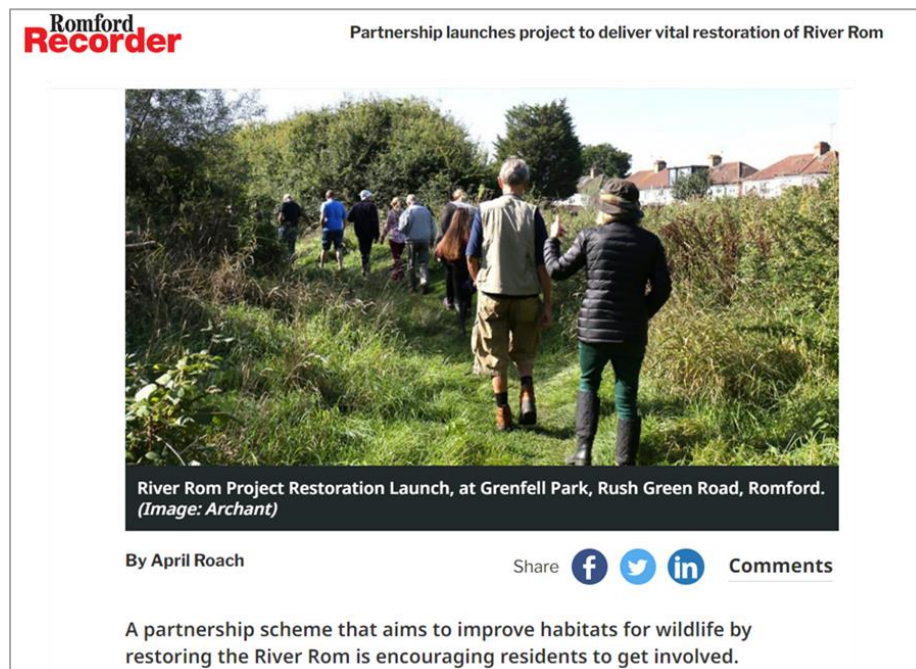 Romford
Recorder
Partnership launches project to deliver vital restoration of River Rom
River Rom Project Restoration Launch, at Grenfell Park, Rush Green Road, Romford.
(Image: Archant)
By April Roach
Share
Comments
A partnership scheme that aims to improve habitats for wildlife by
restoring the River Rom is encouraging residents to get involved.